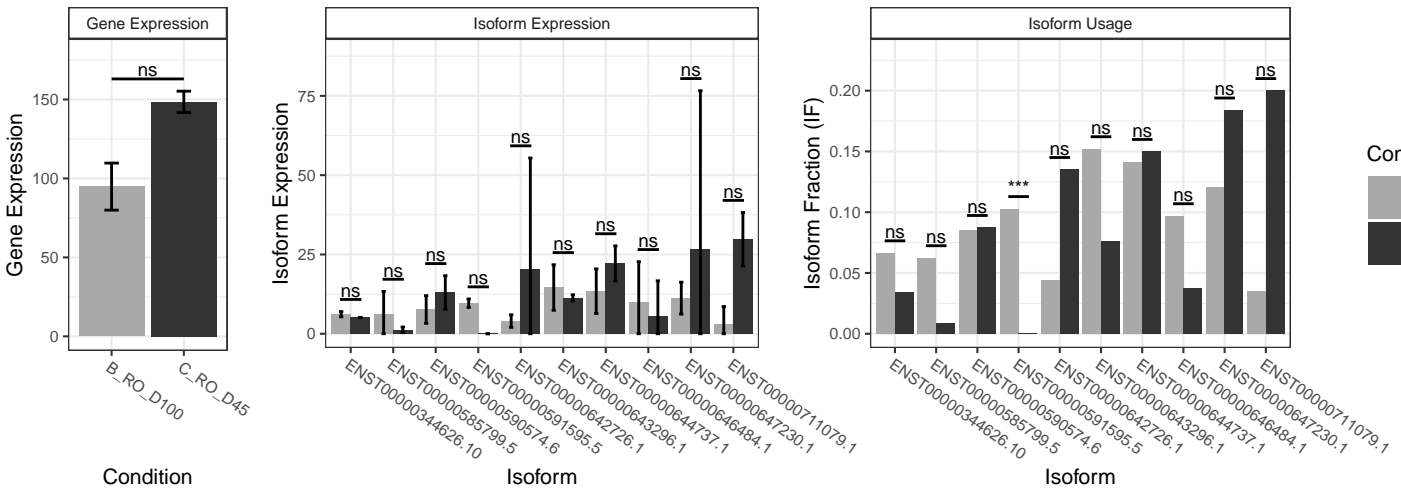 Gene Expression
Gene Expression
150
100
50
0
ns
B_RO_D100
C_RO_D45
Condition
Isoform Expression
Isoform Expression
75
50
25
0
ns
ns
ns
ns
ns
ns
ns
ns
ns
ns
ENST00000344626.10
ENST00000585799.5
ENST00000590574.6
ENST00000591595.5
ENST00000642726.1
ENST00000643296.1
ENST00000644737.1
ENST00000646484.1
ENST00000647230.1
ENST00000711079.1
Isoform
Isoform Usage
Isoform Fraction (IF)
0.20
0.15
0.10
0.05
0.00
ns
ns
ns
***
ns
ns
ns
ns
ns
ns
ENST00000344626.10
ENST00000585799.5
ENST00000590574.6
ENST00000591595.5
ENST00000642726.1
ENST00000643296.1
ENST00000644737.1
ENST00000646484.1
ENST00000647230.1
ENST00000711079.1
Isoform